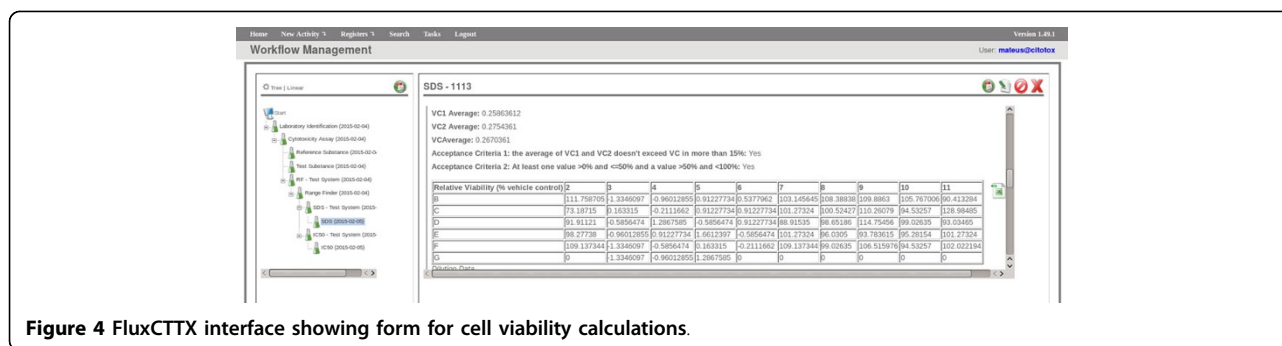 Home New Activity Registers Search Tasks Logout Version 1.49.1
Workflow Management User: mateus@citotox
Tree | Linear
Start
Laboratory Identification (2015-02-04)
Cytotoxicity Assay (2015-02-04)
Reference Substance (2015-02-0
Test Substance (2015-02-04)
RF - Test System (2015-02-04)
Range Finder (2015-02-04)
SDS - Test System (2015-
SDS (2015-02-05)
IC50 - Test System (2015-
IC50 (2015-02-05)
SDS - 1113
VC1 Average: 0.25863612
VC2 Average: 0.2754361
VCAverage: 0.2670361
Acceptance Criteria 1: the average of VC1 and VC2 doesn't exceed VC in more than 15%: Yes
Acceptance Criteria 2: At least one value >0% and <=50% and a value >50% and <100%: Yes
Relative Viability (% vehicle control) 2 3 4 5 6 7 8 9 10 11
B 111.758705 -1.3346097 -0.96012855 0.91227734 0.5377962 103.145645 108.38838 109.8863 105.767006 90.413284
C 73.18715 0.163315 -0.2111662 0.91227734 0.91227734 101.27324 100.52427 110.26079 94.53257 128.98485
D 91.91121 -0.5856474 1.2867585 -0.5856474 0.91227734 88.91535 98.65186 114.75456 99.02635 93.03465
E 98.27738 -0.96012855 0.91227734 1.6612397 -0.5856474 101.27324 96.0305 93.783615 95.28154 101.27324
F 109.137344 -1.3346097 -0.5856474 0.163315 -0.2111662 109.137344 99.02635 106.515976 94.53257 102.022194
G 0 -1.3346097 -0.96012855 1.2867585 0 0 0 0 0 0
Dilution Data
Figure 4 FluxCTTX interface showing form for cell viability calculations.